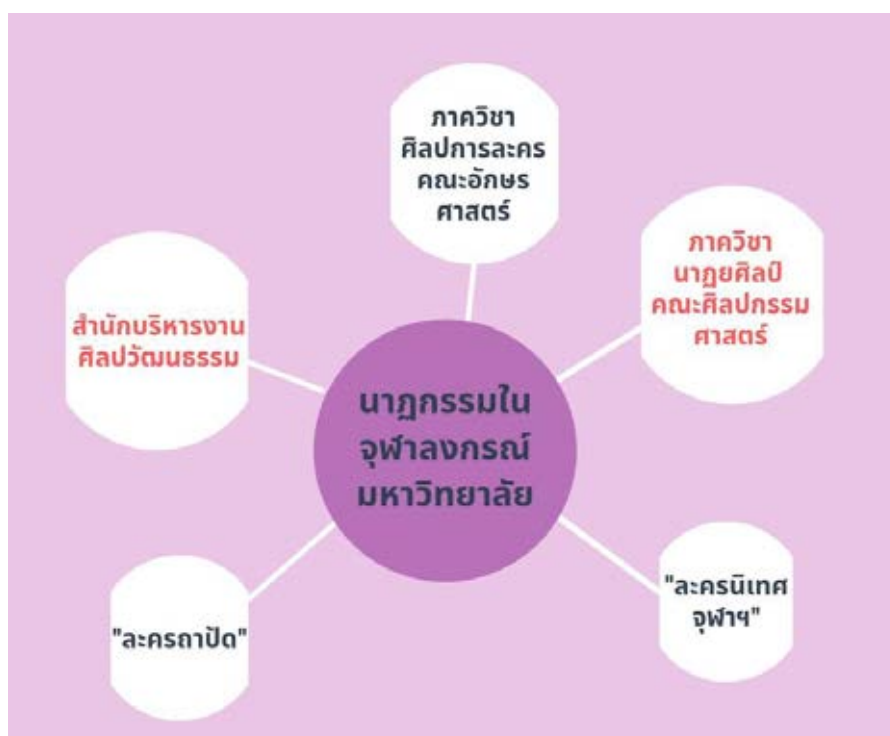 ภาควิชา
ศิลปการละคร
คณะอักษร
ศาสตร์
ภาควิชา
นาฏยศิลป์
คณะศิลปกรรม
ศาสตร์
สำนักบริหารงาน
ศิลปวัฒนธรรม
นาฏกรรมใน
จุฬาลงกรณ์
มหาวิทยาลัย
"ละครถาปัด"
"ละครนิเทศ
จุฬาฯ"